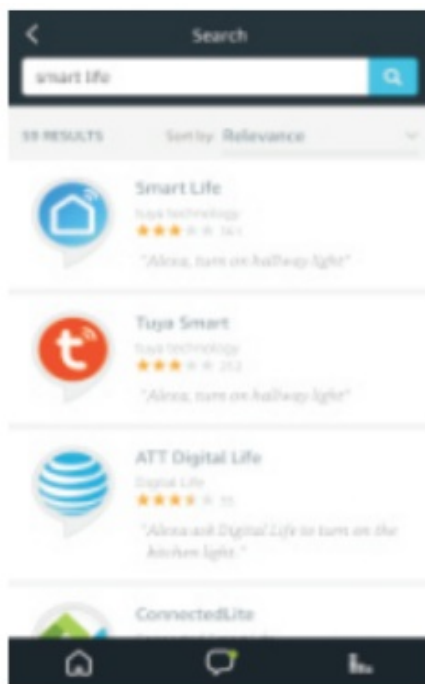 Search
smart life
59 RESULTS Sort by: Relevance
Smart Life
tuya technology
"Alexa, turn on hallway light"
Tuya Smart
tuya technology
"Alexa, turn on hallway light"
ATT Digital Life
Digital Life
"Alexa ask Digital Life to turn on the
kitchen light."
ConnectedLite